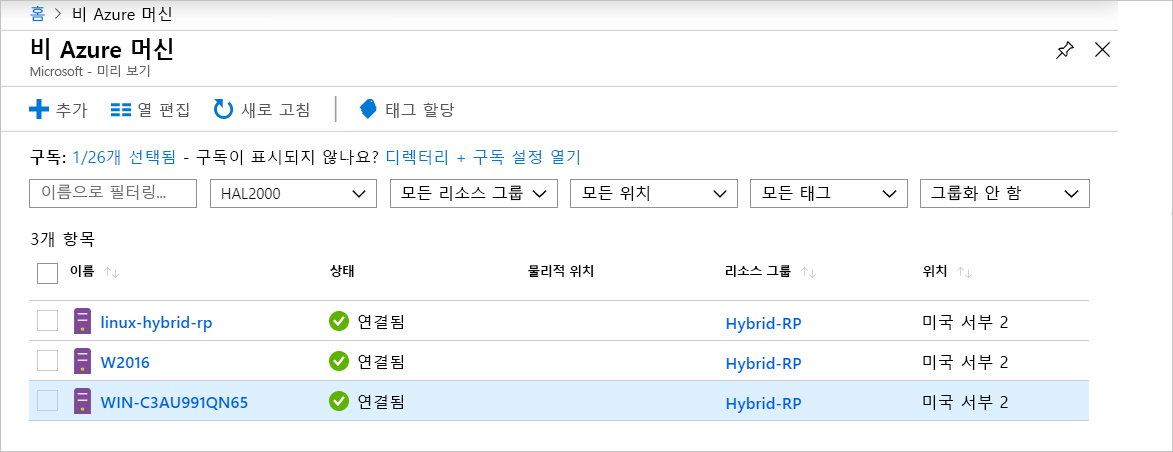 홈 > 비 Azure 머신
비 Azure 머신
Microsoft - 미리 보기
추가 열 편집 새로 고침 태그 할당
구독: 1/26개 선택됨 - 구독이 표시되지 않나요? 디렉터리 + 구독 설정 열기
이름으로 필터링... HAL2000 모든 리소스 그룹 모든 위치 모든 태그 그룹화 안 함
3개 항목
이름 상태 물리적 위치 리소스 그룹 위치
linux-hybrid-rp 연결됨 Hybrid-RP 미국 서부 2
W2016 연결됨 Hybrid-RP 미국 서부 2
WIN-C3AU991QN65 연결됨 Hybrid-RP 미국 서부 2